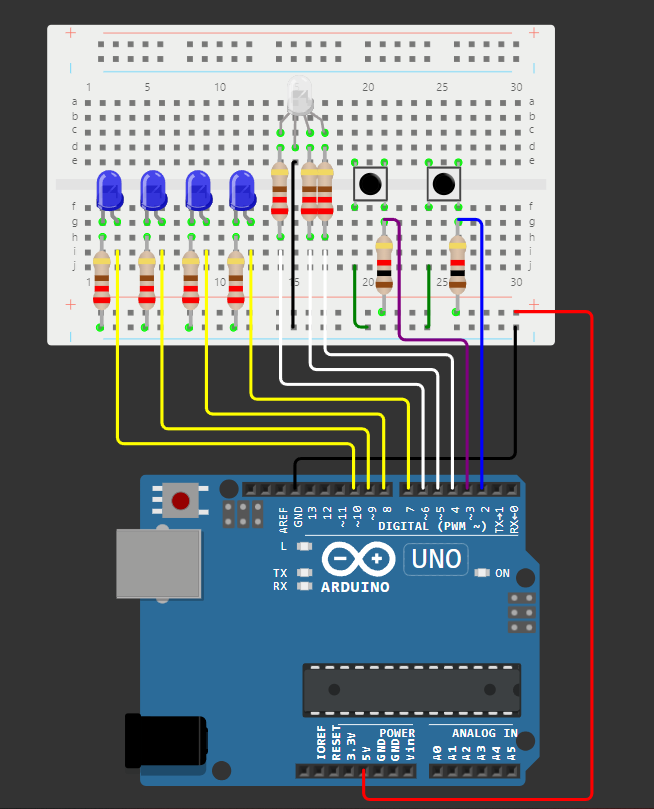 + +
1 5 10 15 20 25 30
a a
b b
c c
d d
e e
f f
g g
h h
i i
j j
1 5 10 15 20 25 30
+ +
AREF GND 13 12 ~11 ~10 ~9 8 7 ~6 ~5 4 ~3 2 TX→1 RX←0
DIGITAL (PWM ~)
L
UNO
TX
RX
ON
ARDUINO
POWER ANALOG IN
IOREF RESET 3.3V 5V GND GND Vin A0 A1 A2 A3 A4 A5